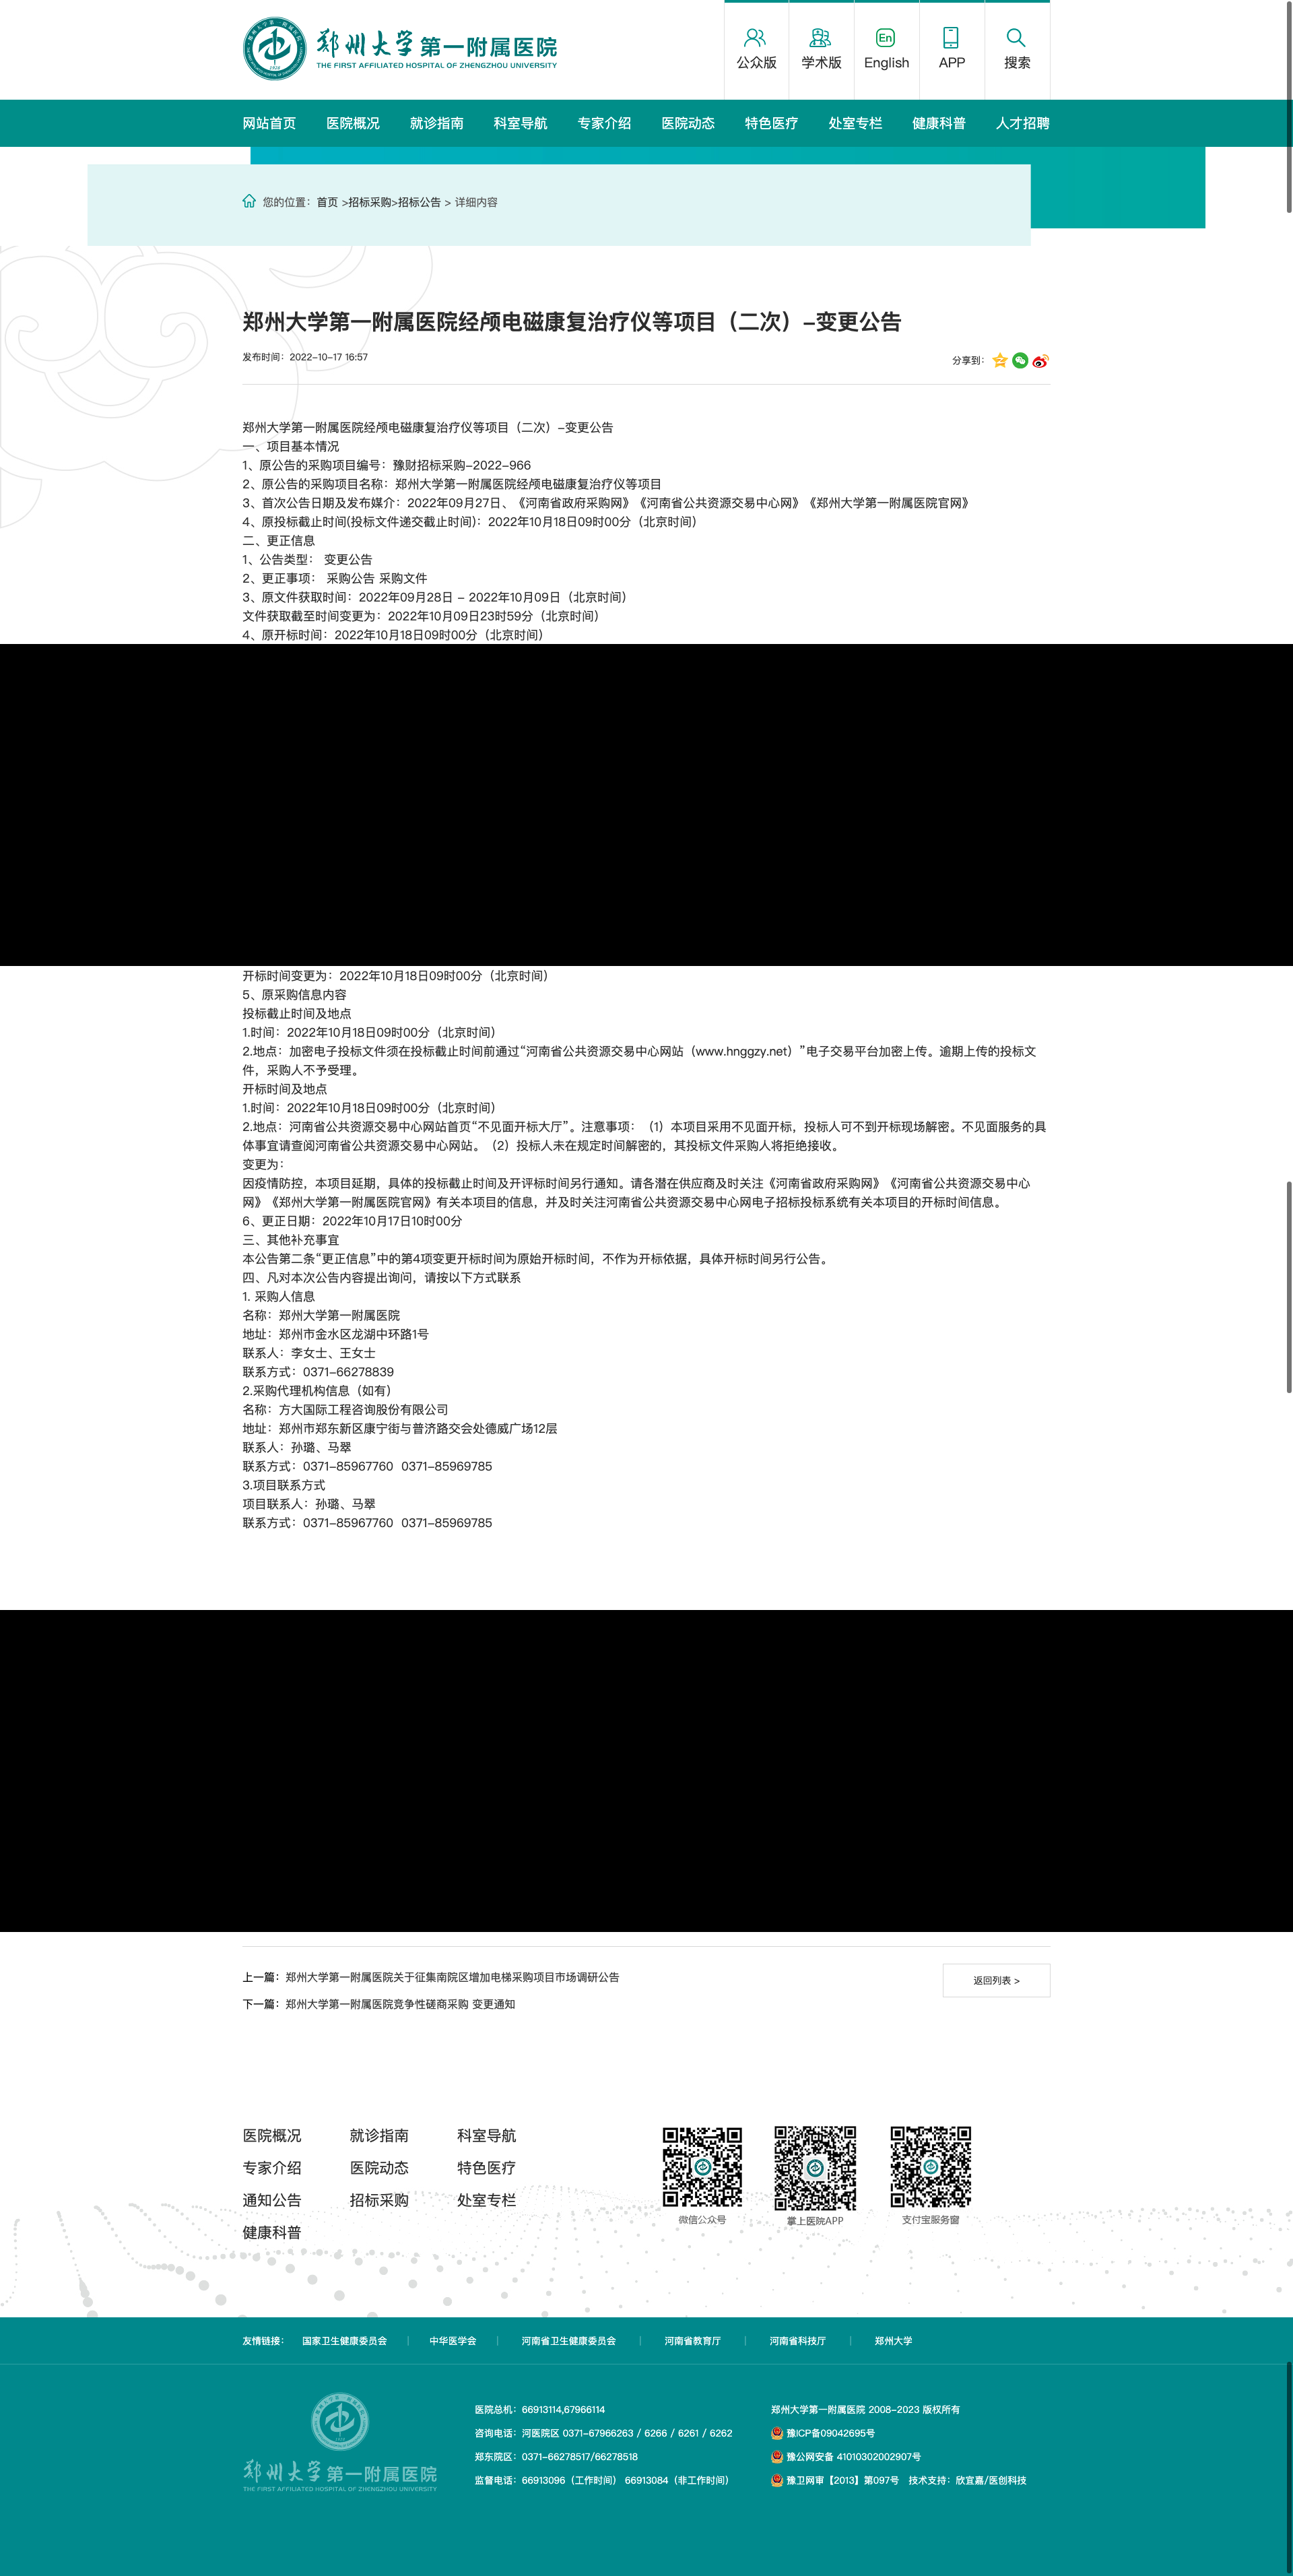 郑州大学第一附属医院
THE FIRST AFFILIATED HOSPITAL OF ZHENGZHOU UNIVERSITY
公众版 学术版 English APP 搜索
网站首页 医院概况 就诊指南 科室导航 专家介绍 医院动态 特色医疗 处室专栏 健康科普 人才招聘
您的位置：首页 >招标采购>招标公告 > 详细内容
郑州大学第一附属医院经颅电磁康复治疗仪等项目（二次）-变更公告
发布时间：2022-10-17 16:57
分享到：
郑州大学第一附属医院经颅电磁康复治疗仪等项目（二次）-变更公告
一、项目基本情况
1、原公告的采购项目编号：豫财招标采购-2022-966
2、原公告的采购项目名称：郑州大学第一附属医院经颅电磁康复治疗仪等项目
3、首次公告日期及发布媒介：2022年09月27日、《河南省政府采购网》《河南省公共资源交易中心网》《郑州大学第一附属医院官网》
4、原投标截止时间(投标文件递交截止时间)：2022年10月18日09时00分（北京时间）
二、更正信息
1、公告类型： 变更公告
2、更正事项： 采购公告 采购文件
3、原文件获取时间：2022年09月28日 - 2022年10月09日（北京时间）
文件获取截至时间变更为：2022年10月09日23时59分（北京时间）
4、原开标时间：2022年10月18日09时00分（北京时间）
开标时间变更为：2022年10月18日09时00分（北京时间）
5、原采购信息内容
投标截止时间及地点
1.时间：2022年10月18日09时00分（北京时间）
2.地点：加密电子投标文件须在投标截止时间前通过“河南省公共资源交易中心网站（www.hnggzy.net）”电子交易平台加密上传。逾期上传的投标文
件，采购人不予受理。
开标时间及地点
1.时间：2022年10月18日09时00分（北京时间）
2.地点：河南省公共资源交易中心网站首页“不见面开标大厅”。注意事项：（1）本项目采用不见面开标，投标人可不到开标现场解密。不见面服务的具
体事宜请查阅河南省公共资源交易中心网站。（2）投标人未在规定时间解密的，其投标文件采购人将拒绝接收。
变更为：
因疫情防控，本项目延期，具体的投标截止时间及开评标时间另行通知。请各潜在供应商及时关注《河南省政府采购网》《河南省公共资源交易中心
网》《郑州大学第一附属医院官网》有关本项目的信息，并及时关注河南省公共资源交易中心网电子招标投标系统有关本项目的开标时间信息。
6、更正日期：2022年10月17日10时00分
三、其他补充事宜
本公告第二条“更正信息”中的第4项变更开标时间为原始开标时间，不作为开标依据，具体开标时间另行公告。
四、凡对本次公告内容提出询问，请按以下方式联系
1. 采购人信息
名称：郑州大学第一附属医院
地址：郑州市金水区龙湖中环路1号
联系人：李女士、王女士
联系方式：0371-66278839
2.采购代理机构信息（如有）
名称：方大国际工程咨询股份有限公司
地址：郑州市郑东新区康宁街与普济路交会处德威广场12层
联系人：孙璐、马翠
联系方式：0371-85967760 0371-85969785
3.项目联系方式
项目联系人：孙璐、马翠
联系方式：0371-85967760 0371-85969785
上一篇：郑州大学第一附属医院关于征集南院区增加电梯采购项目市场调研公告
返回列表 >
下一篇：郑州大学第一附属医院竞争性磋商采购 变更通知
医院概况 就诊指南 科室导航
专家介绍 医院动态 特色医疗
通知公告 招标采购 处室专栏
健康科普
微信公众号 掌上医院APP 支付宝服务窗
友情链接： 国家卫生健康委员会 | 中华医学会 | 河南省卫生健康委员会 | 河南省教育厅 | 河南省科技厅 | 郑州大学
郑州大学第一附属医院
THE FIRST AFFILIATED HOSPITAL OF ZHENGZHOU UNIVERSITY
医院总机：66913114,67966114
咨询电话：河医院区 0371-67966263 / 6266 / 6261 / 6262
郑东院区：0371-66278517/66278518
监督电话：66913096（工作时间） 66913084（非工作时间）
郑州大学第一附属医院 2008-2023 版权所有
豫ICP备09042695号
豫公网安备 41010302002907号
豫卫网审【2013】第097号 技术支持：欣宜嘉/医创科技